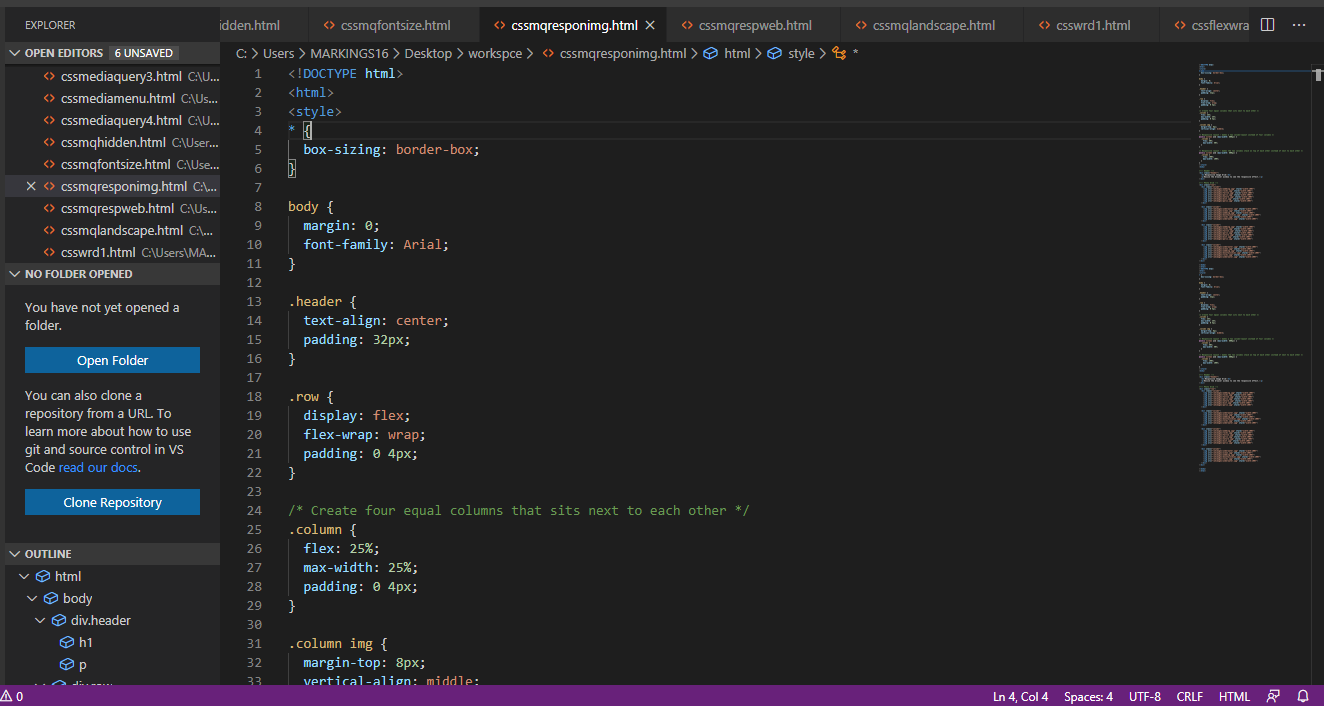 EXPLORER
OPEN EDITORS 6 UNSAVED
cssmediaquery3.html C:\U...
cssmediamenu.html C:\Us...
cssmediaquery4.html C:\U...
cssmqhidden.html C:\User...
cssmqfontsize.html C:\Use...
cssmqresponimg.html C:\...
cssmqrespweb.html C:\Us...
cssmqlandscape.html C:\...
csswrd1.html C:\Users\MA...
NO FOLDER OPENED
You have not yet opened a
folder.
Open Folder
You can also clone a
repository from a URL. To
learn more about how to use
git and source control in VS
Code read our docs.
Clone Repository
OUTLINE
html
body
div.header
h1
p
idden.html cssmqfontsize.html cssmqresponimg.html cssmqrespweb.html cssmqlandscape.html csswrd1.html cssflexwra
C: > Users > MARKINGS16 > Desktop > workspce > cssmqresponimg.html > html > style > *
1 <!DOCTYPE html>
2 <html>
3 <style>
4 * {
5 box-sizing: border-box;
6 }
7
8 body {
9 margin: 0;
10 font-family: Arial;
11 }
12
13 .header {
14 text-align: center;
15 padding: 32px;
16 }
17
18 .row {
19 display: flex;
20 flex-wrap: wrap;
21 padding: 0 4px;
22 }
23
24 /* Create four equal columns that sits next to each other */
25 .column {
26 flex: 25%;
27 max-width: 25%;
28 padding: 0 4px;
29 }
30
31 .column img {
32 margin-top: 8px;
33 vertical-align: middle;
0 Ln 4, Col 4 Spaces: 4 UTF-8 CRLF HTML